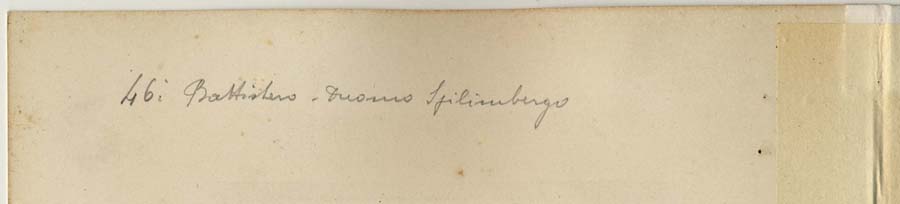 46: Battistero - Duomo Spilimbergo